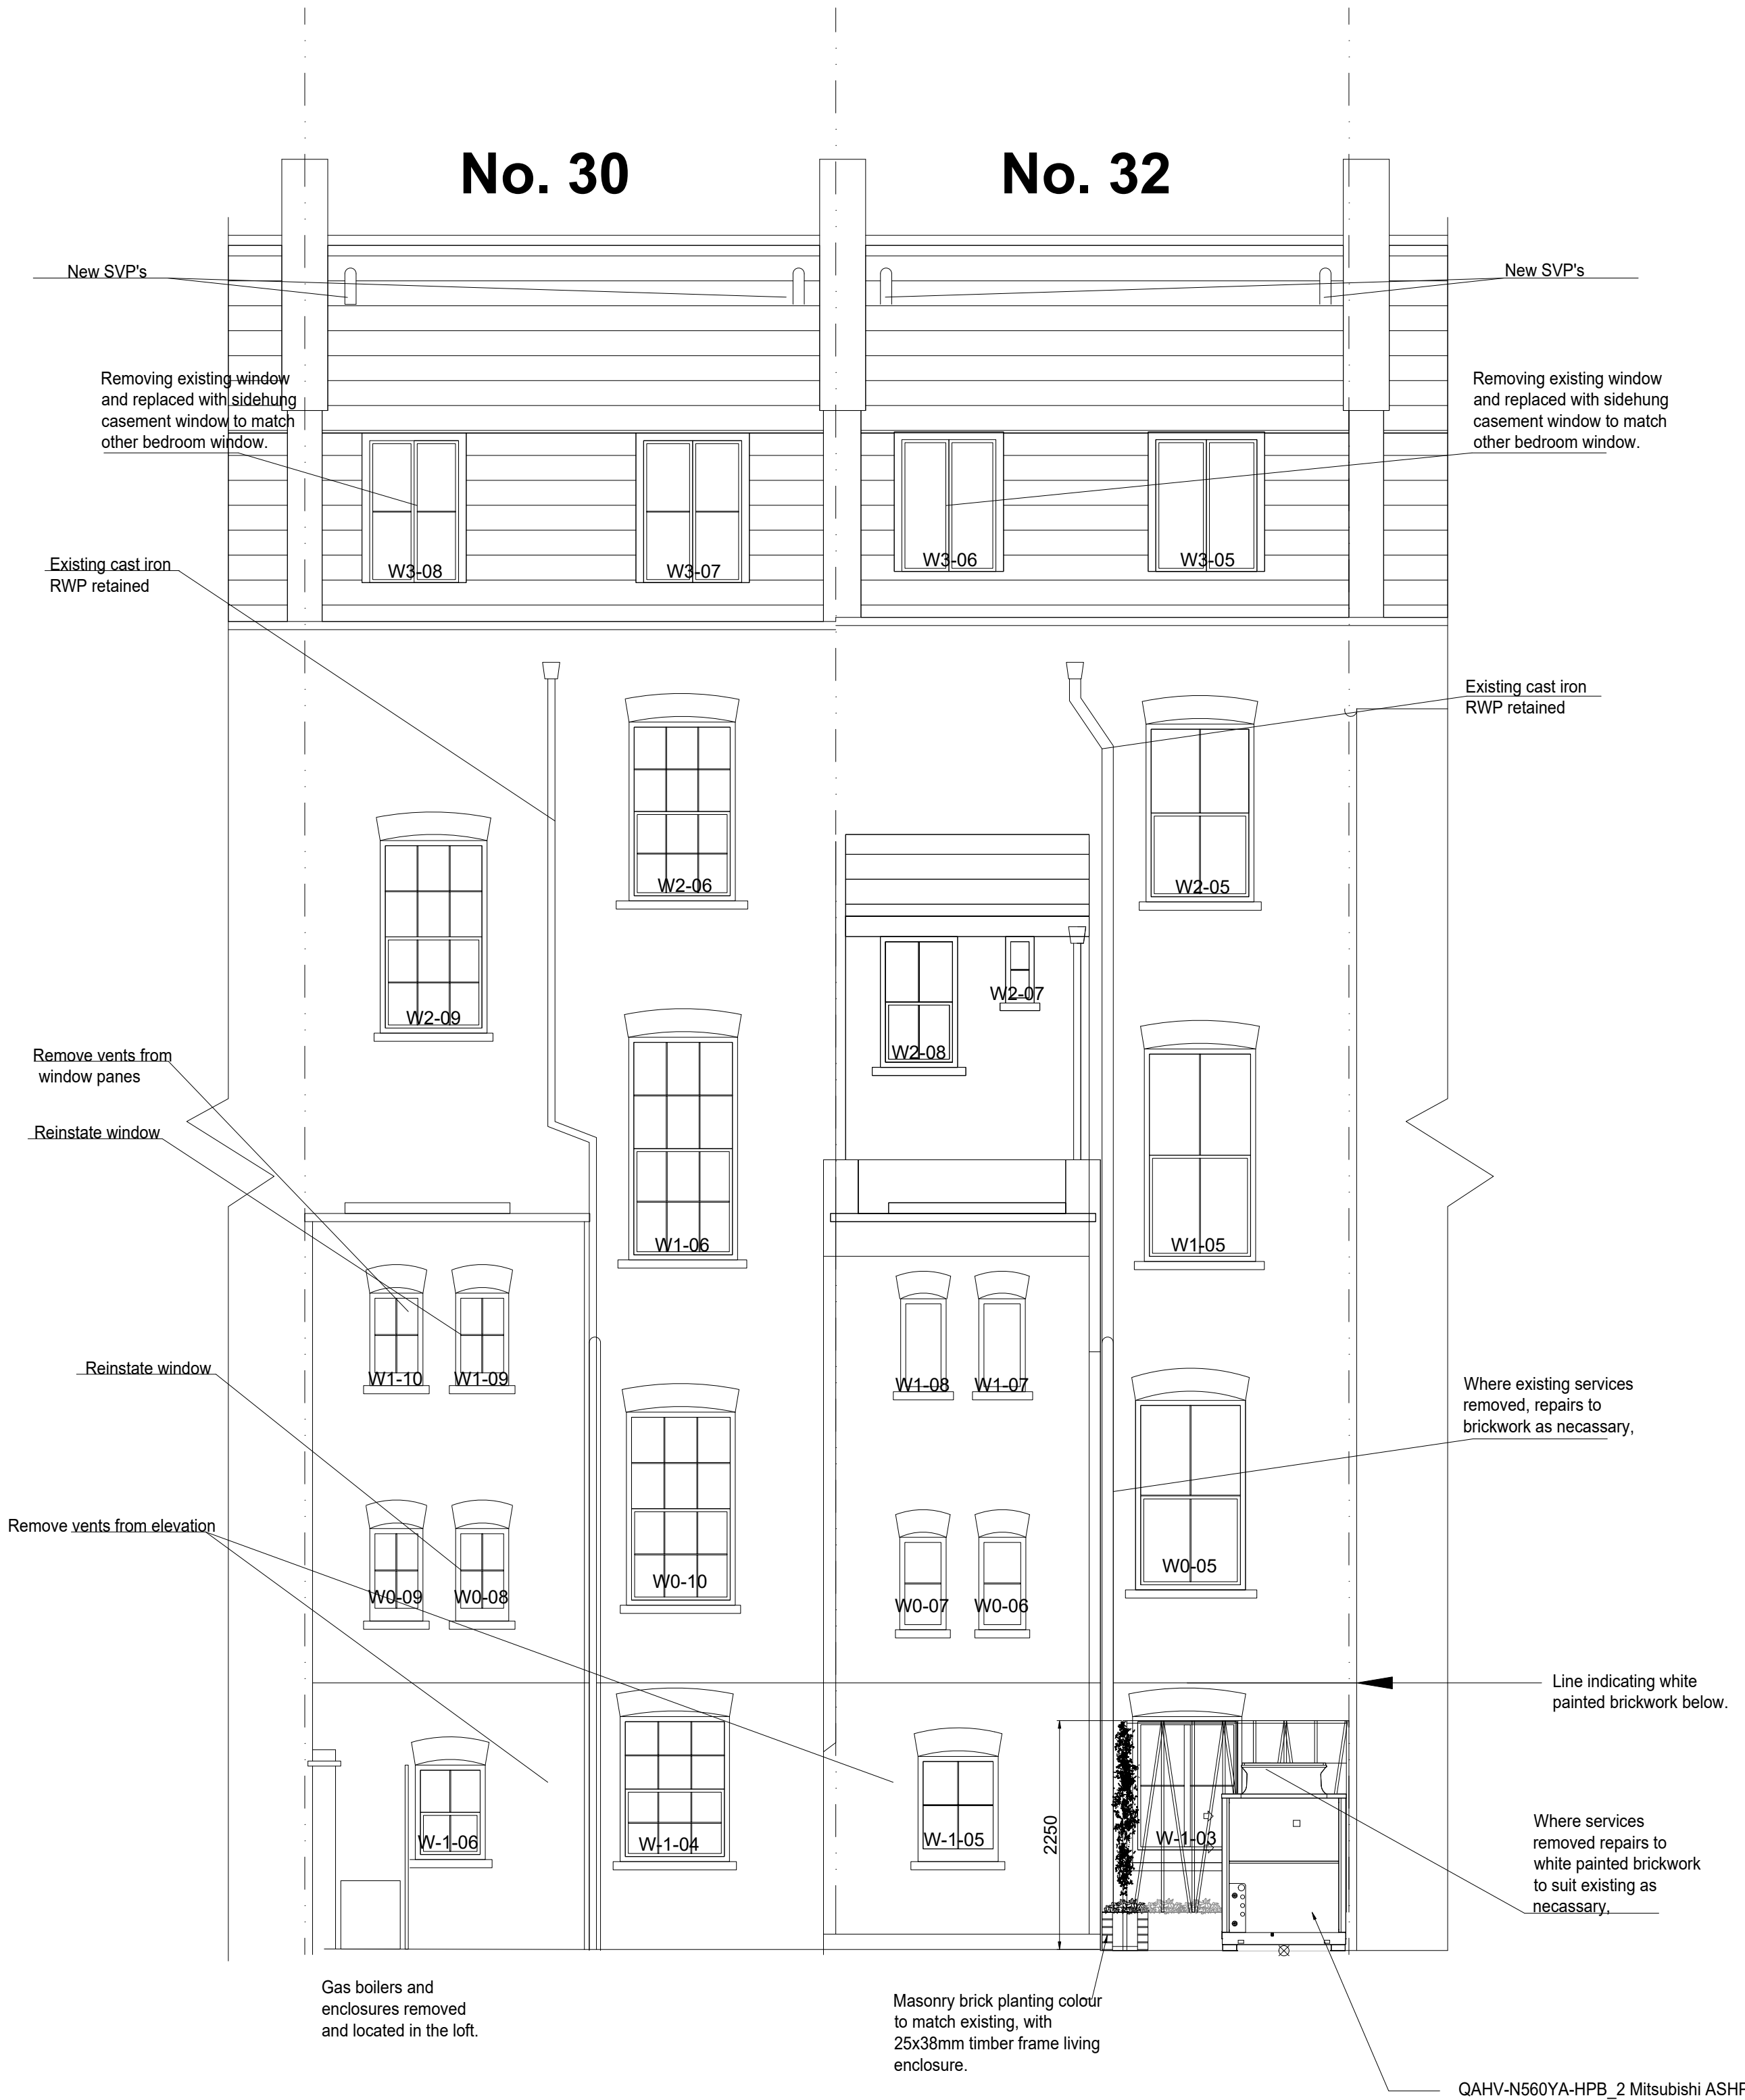 No. 30
No. 32
New SVP's
New SVP's
Removing existing window
and replaced with sidehung
casement window to match
other bedroom window.
Removing existing window
and replaced with sidehung
casement window to match
other bedroom window.
W3-08
W3-07
W3-06
W3-05
Existing cast iron
RWP retained
Existing cast iron
RWP retained
W2-06
W2-05
W2-09
W2-07
W2-08
Remove vents from
window panes
Reinstate window
W1-06
W1-05
W1-10
W1-09
W1-08
W1-07
Reinstate window
Where existing services
removed, repairs to
brickwork as necassary,
Remove vents from elevation
W0-10
W0-05
W0-09
W0-08
W0-07
W0-06
Line indicating white
painted brickwork below.
W-1-06
W-1-04
W-1-05
2250
W-1-03
Where services
removed repairs to
white painted brickwork
to suit existing as
necassary,
Gas boilers and
enclosures removed
and located in the loft.
Masonry brick planting colour
to match existing, with
25x38mm timber frame living
enclosure.
QAHV-N560YA-HPB_2 Mitsubishi ASHP